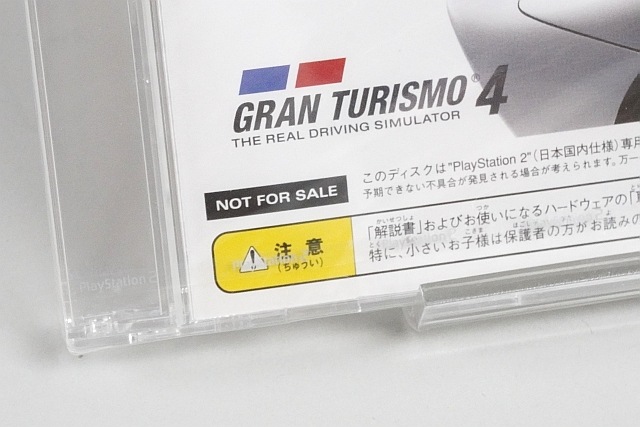 GRAN TURISMO® 4
THE REAL DRIVING SIMULATOR
このディスクは"PlayStation 2"(日本国内仕様)専用
予期できない不具合が発見される場合が考えられます。万一
NOT FOR SALE
注意
(ちゅうい)
「解説書」およびお使いになるハードウェアの「
特に、小さいお子様は保護者の方がお読みの
PlayStation 2